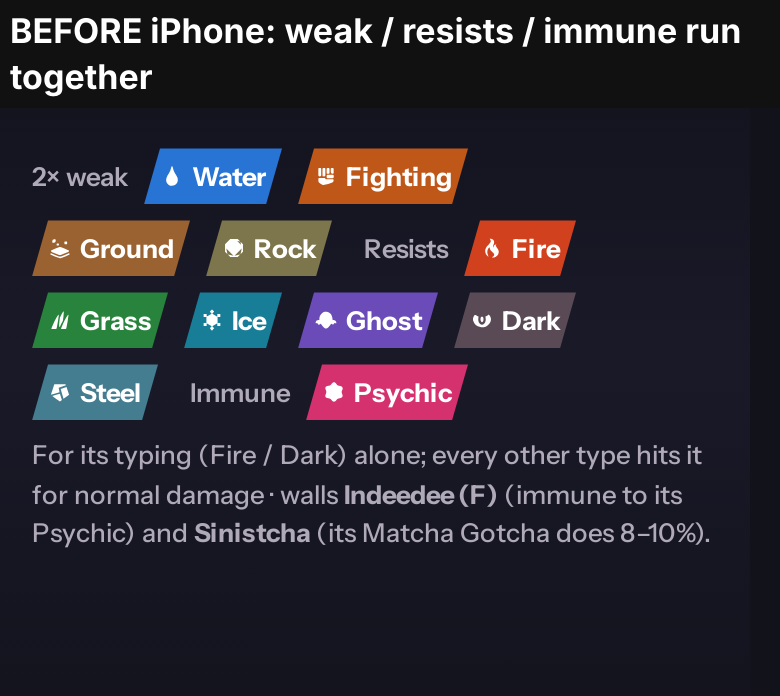 BEFORE iPhone: weak / resists / immune run
together
2× weak Water Fighting
Ground Rock Resists Fire
Grass Ice Ghost Dark
Steel Immune Psychic
For its typing (Fire / Dark) alone; every other type hits it
for normal damage · walls Indeedee (F) (immune to its
Psychic) and Sinistcha (its Matcha Gotcha does 8–10%).